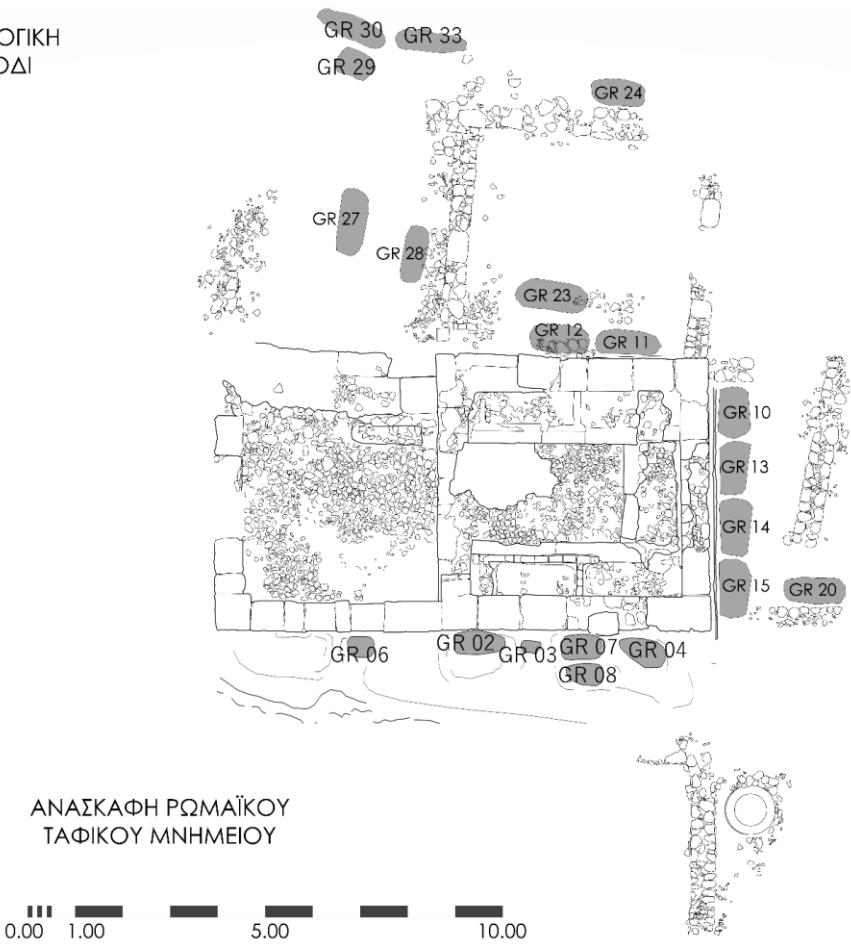 ΟΓΙΚΗ
ΟΔΙ
GR 30
GR 33
GR 29
GR 24
GR 27
GR 28
GR 23
GR 12
GR 11
GR 10
GR 13
GR 14
GR 15
GR 20
GR 06
GR 02
GR 03
GR 07
GR 04
GR 08
ΑΝΑΣΚΑΦΗ ΡΩΜΑΪΚΟΥ
ΤΑΦΙΚΟΥ ΜΝΗΜΕΙΟΥ
0.00 1.00 5.00 10.00